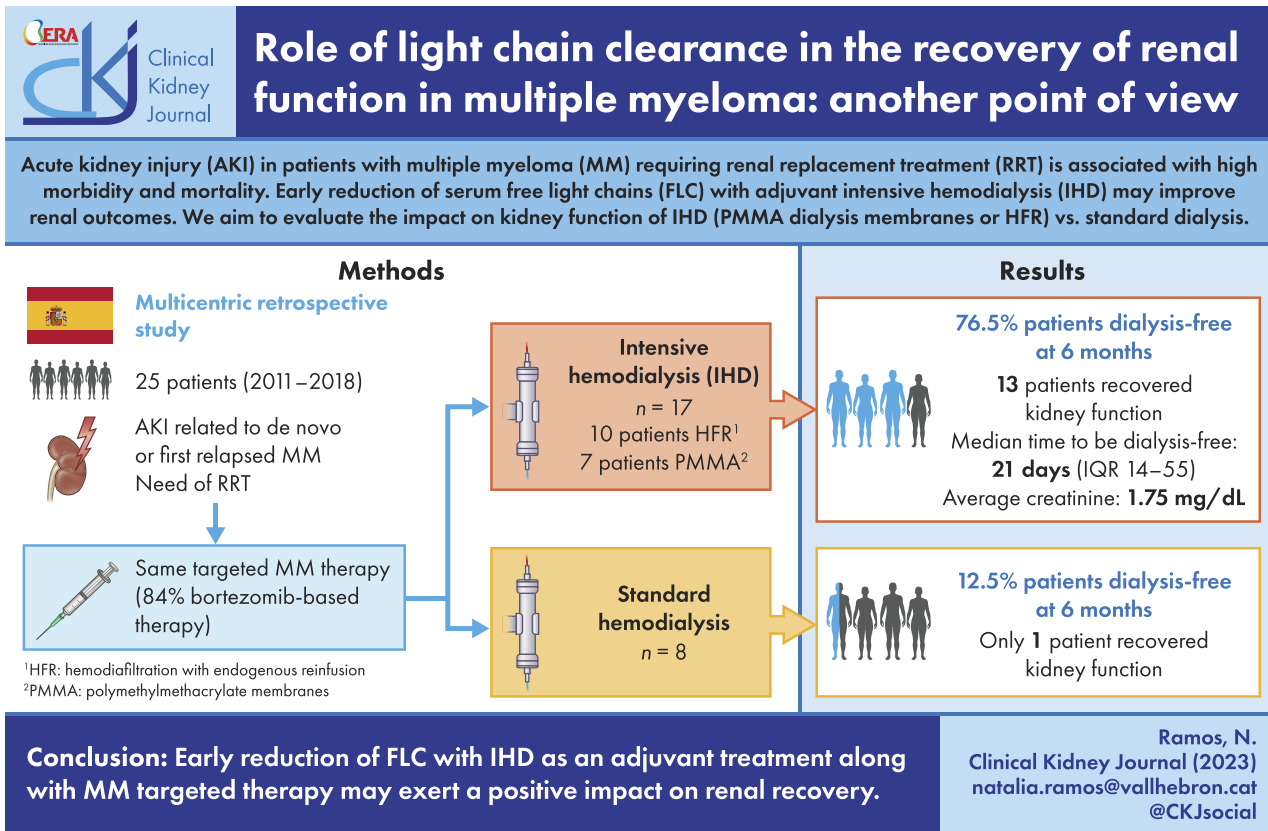 ERA
CKJ
Clinical
Kidney
Journal
Role of light chain clearance in the recovery of renal
function in multiple myeloma: another point of view
Acute kidney injury (AKI) in patients with multiple myeloma (MM) requiring renal replacement treatment (RRT) is associated with high
morbidity and mortality. Early reduction of serum free light chains (FLC) with adjuvant intensive hemodialysis (IHD) may improve
renal outcomes. We aim to evaluate the impact on kidney function of IHD (PMMA dialysis membranes or HFR) vs. standard dialysis.
Methods
Multicentric retrospective
study
25 patients (2011–2018)
AKI related to de novo
or first relapsed MM
Need of RRT
Same targeted MM therapy
(84% bortezomib-based
therapy)
¹HFR: hemodiafiltration with endogenous reinfusion
²PMMA: polymethylmethacrylate membranes
Intensive
hemodialysis (IHD)
n = 17
10 patients HFR¹
7 patients PMMA²
Standard
hemodialysis
n = 8
Results
76.5% patients dialysis-free
at 6 months
13 patients recovered
kidney function
Median time to be dialysis-free:
21 days (IQR 14–55)
Average creatinine: 1.75 mg/dL
12.5% patients dialysis-free
at 6 months
Only 1 patient recovered
kidney function
Conclusion: Early reduction of FLC with IHD as an adjuvant treatment along
with MM targeted therapy may exert a positive impact on renal recovery.
Ramos, N.
Clinical Kidney Journal (2023)
natalia.ramos@vallhebron.cat
@CKJsocial